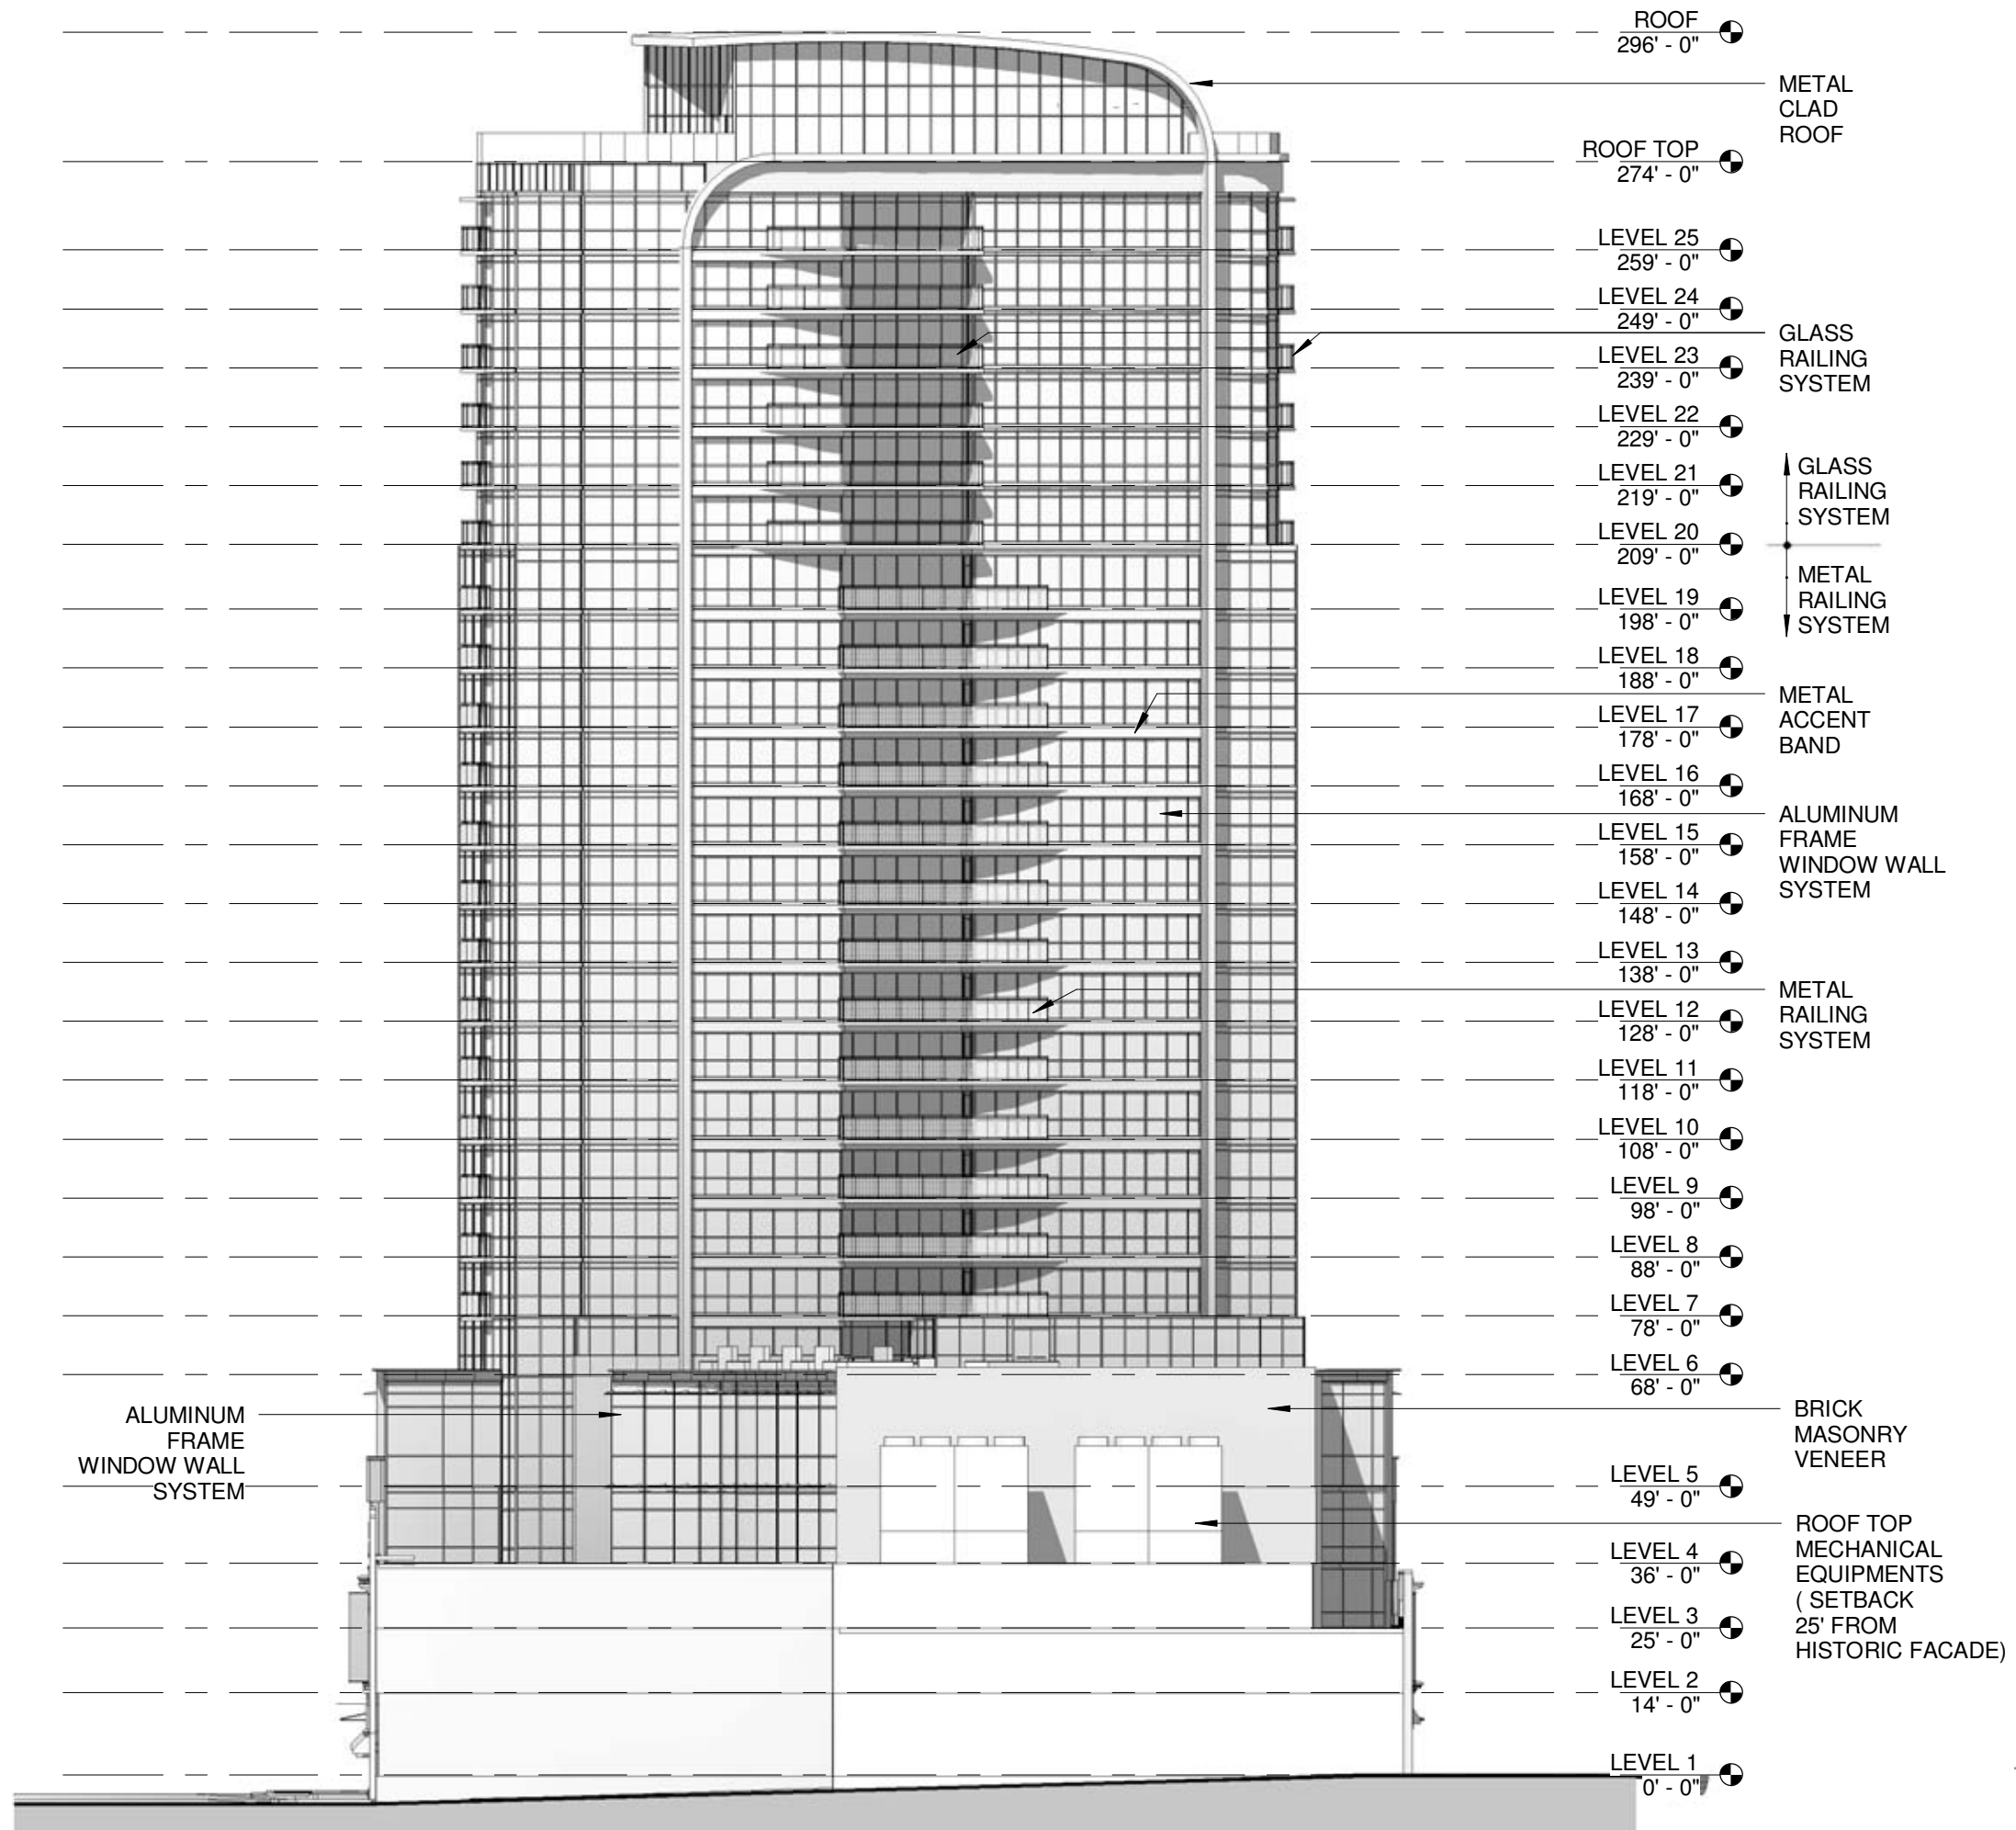 ROOF
296' - 0"
METAL
CLAD
ROOF
ROOF TOP
274' - 0"
LEVEL 25
259' - 0"
LEVEL 24
249' - 0"
GLASS
RAILING
SYSTEM
LEVEL 23
239' - 0"
LEVEL 22
229' - 0"
GLASS
RAILING
SYSTEM
LEVEL 21
219' - 0"
LEVEL 20
209' - 0"
METAL
RAILING
SYSTEM
LEVEL 19
198' - 0"
LEVEL 18
188' - 0"
METAL
ACCENT
BAND
LEVEL 17
178' - 0"
LEVEL 16
168' - 0"
ALUMINUM
FRAME
WINDOW WALL
SYSTEM
LEVEL 15
158' - 0"
LEVEL 14
148' - 0"
LEVEL 13
138' - 0"
METAL
RAILING
SYSTEM
LEVEL 12
128' - 0"
LEVEL 11
118' - 0"
LEVEL 10
108' - 0"
LEVEL 9
98' - 0"
LEVEL 8
88' - 0"
LEVEL 7
78' - 0"
LEVEL 6
68' - 0"
ALUMINUM
FRAME
WINDOW WALL
SYSTEM
BRICK
MASONRY
VENEER
LEVEL 5
49' - 0"
ROOF TOP
MECHANICAL
EQUIPMENTS
( SETBACK
25' FROM
HISTORIC FACADE)
LEVEL 4
36' - 0"
LEVEL 3
25' - 0"
LEVEL 2
14' - 0"
LEVEL 1
0' - 0"